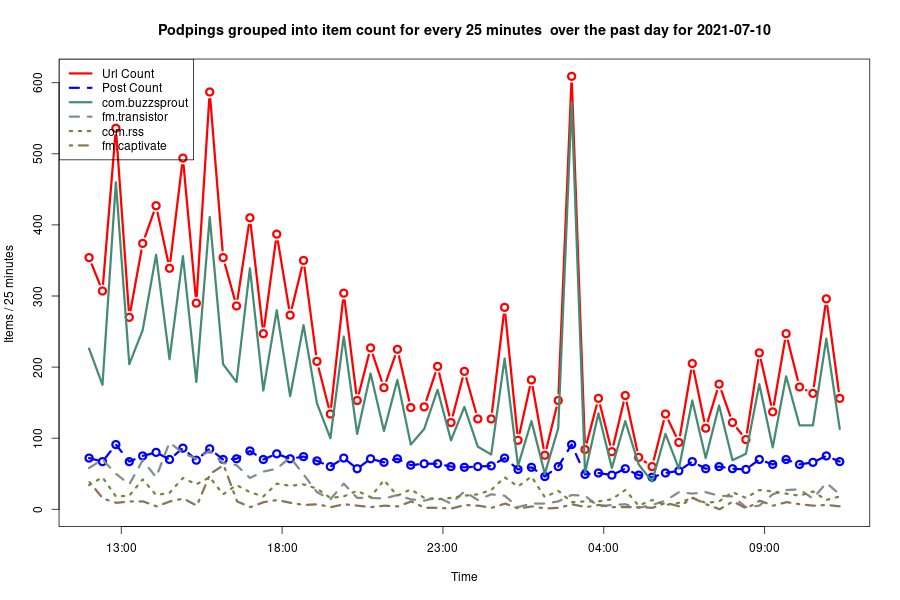 Podpings grouped into item count for every 25 minutes  over the past day for 2021-07-10
Url Count
Post Count
com.buzzsprout
fm.transistor
com.rss
fm.captivate
600
500
400
300
200
100
0
Items / 25 minutes
13:00 18:00 23:00 04:00 09:00
Time